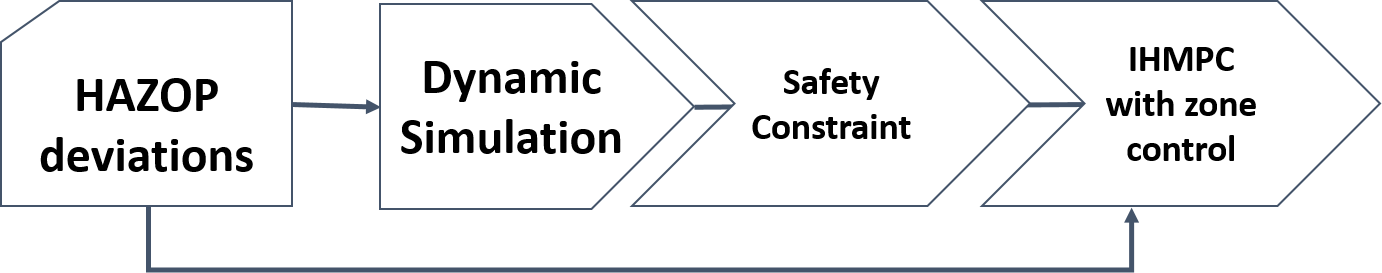 HAZOP
deviations
Dynamic
Simulation
Safety
Constraint
IHMPC
with zone
control